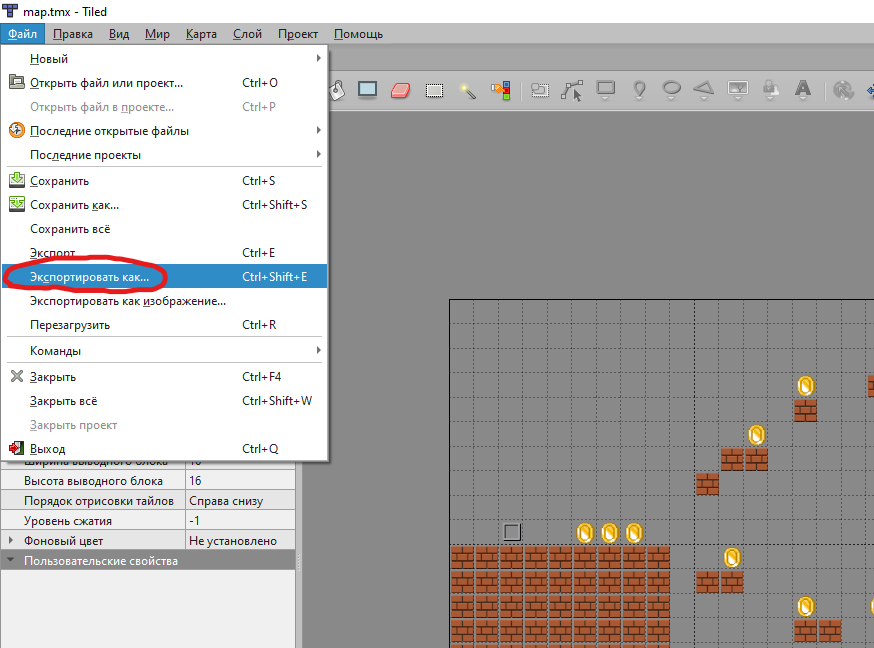 map.tmx - Tiled
Файл Правка Вид Мир Карта Слой Проект Помощь
Новый
Открыть файл или проект... Ctrl+O
Открыть файл в проекте... Ctrl+P
Последние открытые файлы
Последние проекты
Сохранить Ctrl+S
Сохранить как... Ctrl+Shift+S
Сохранить всё
Экспорт Ctrl+E
Экспортировать как... Ctrl+Shift+E
Экспортировать как изображение...
Перезагрузить Ctrl+R
Команды
Закрыть Ctrl+F4
Закрыть всё Ctrl+Shift+W
Закрыть проект
Выход Ctrl+Q
Ширина выводного блока 16
Высота выводного блока 16
Порядок отрисовки тайлов Справа снизу
Уровень сжатия -1
Фоновый цвет Не установлено
Пользовательские свойства